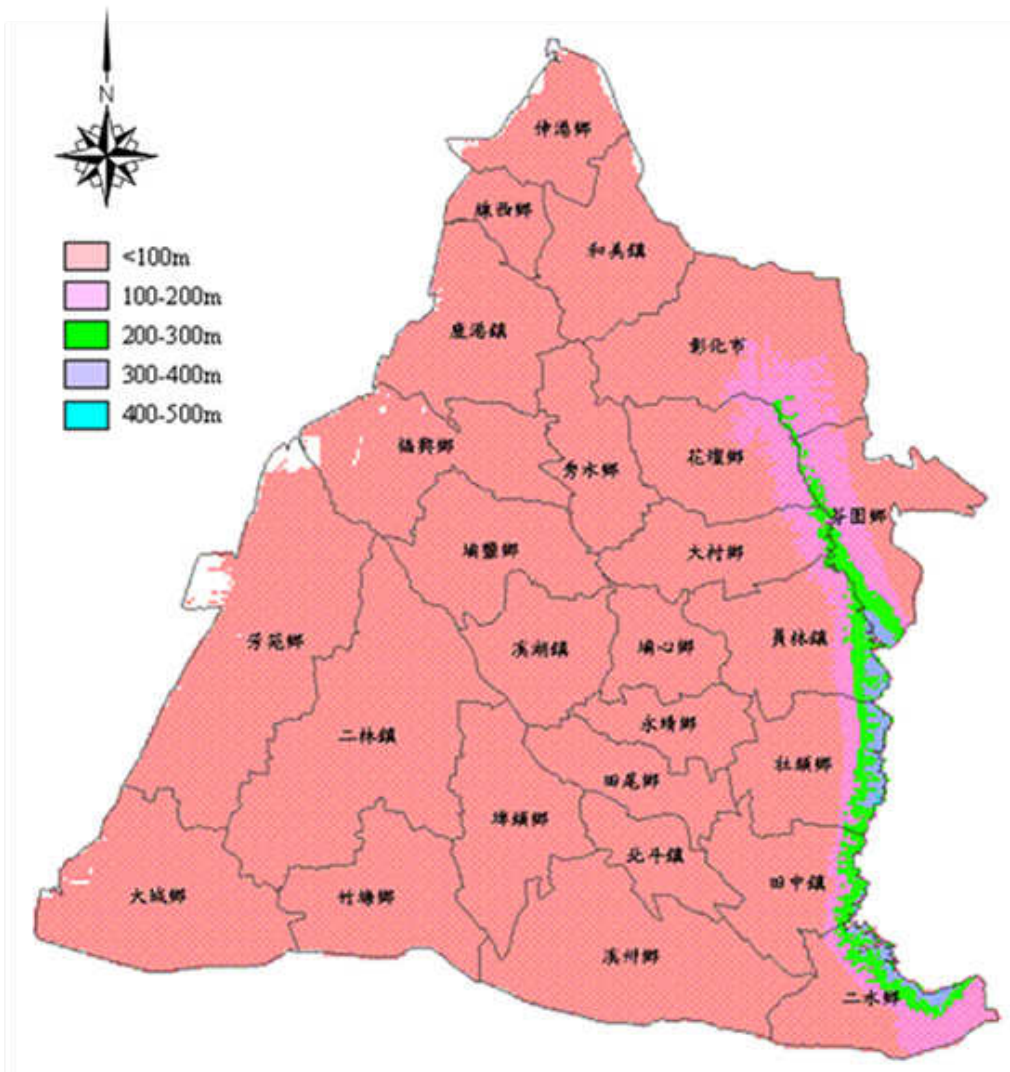 N
<100m
100-200m
200-300m
300-400m
400-500m
伸港鄉
線西鄉
和美鎮
鹿港鎮
彰化市
福興鄉
秀水鄉
花壇鄉
芬園鄉
埔鹽鄉
大村鄉
芳苑鄉
溪湖鎮
埔心鄉
員林鎮
二林鎮
永靖鄉
社頭鄉
田尾鄉
埤頭鄉
北斗鎮
田中鎮
大城鄉
竹塘鄉
溪州鄉
二水鄉